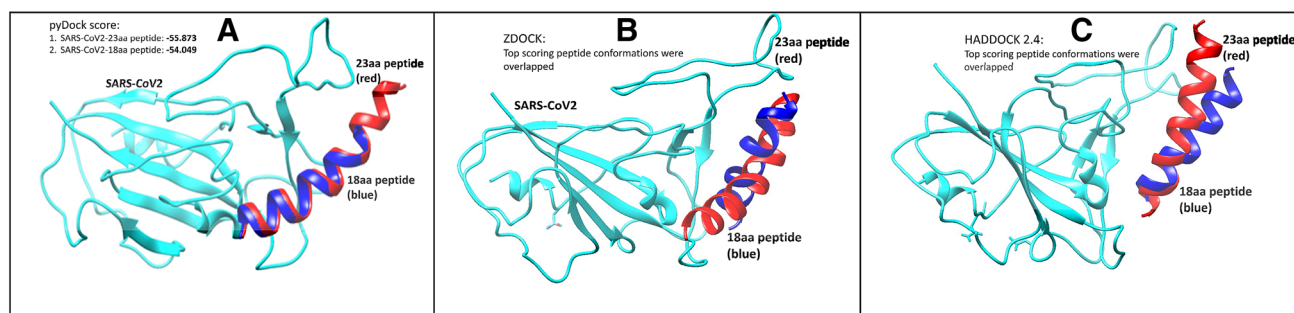 A
pyDock score:
1. SARS-CoV2-23aa peptide: -55.873
2. SARS-CoV2-18aa peptide: -54.049
SARS-CoV2
23aa peptide
(red)
18aa peptide
(blue)
B
ZDOCK:
Top scoring peptide conformations were
overlapped
SARS-CoV2
23aa peptide
(red)
18aa peptide
(blue)
C
HADDOCK 2.4:
Top scoring peptide conformations were
overlapped
23aa peptide
(red)
18aa peptide
(blue)